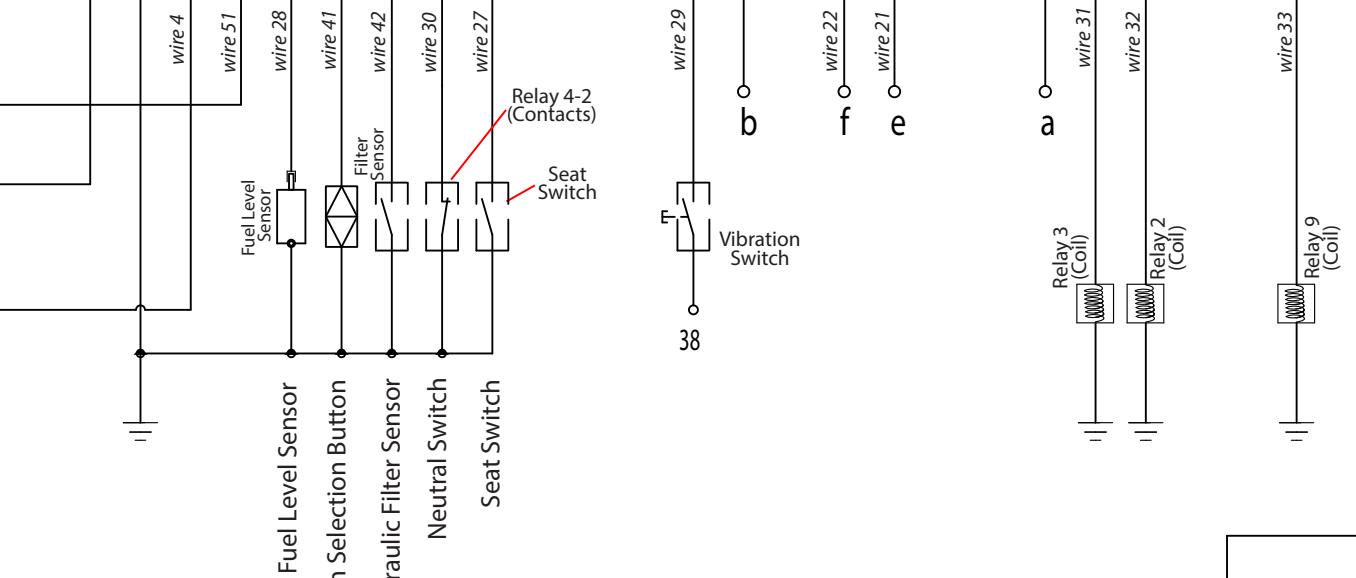 wire 4
wire 51
wire 28
wire 41
wire 42
wire 30
wire 27
wire 29
wire 22
wire 21
wire 31
wire 32
wire 33
Relay 4-2
(Contacts)
b
f
e
a
Filter
Sensor
Seat
Switch
Fuel Level
Sensor
Vibration
Switch
Relay 3
(Coil)
Relay 2
(Coil)
Relay 9
(Coil)
38
Fuel Level Sensor
Selection Button
Filter Sensor
Neutral Switch
Seat Switch